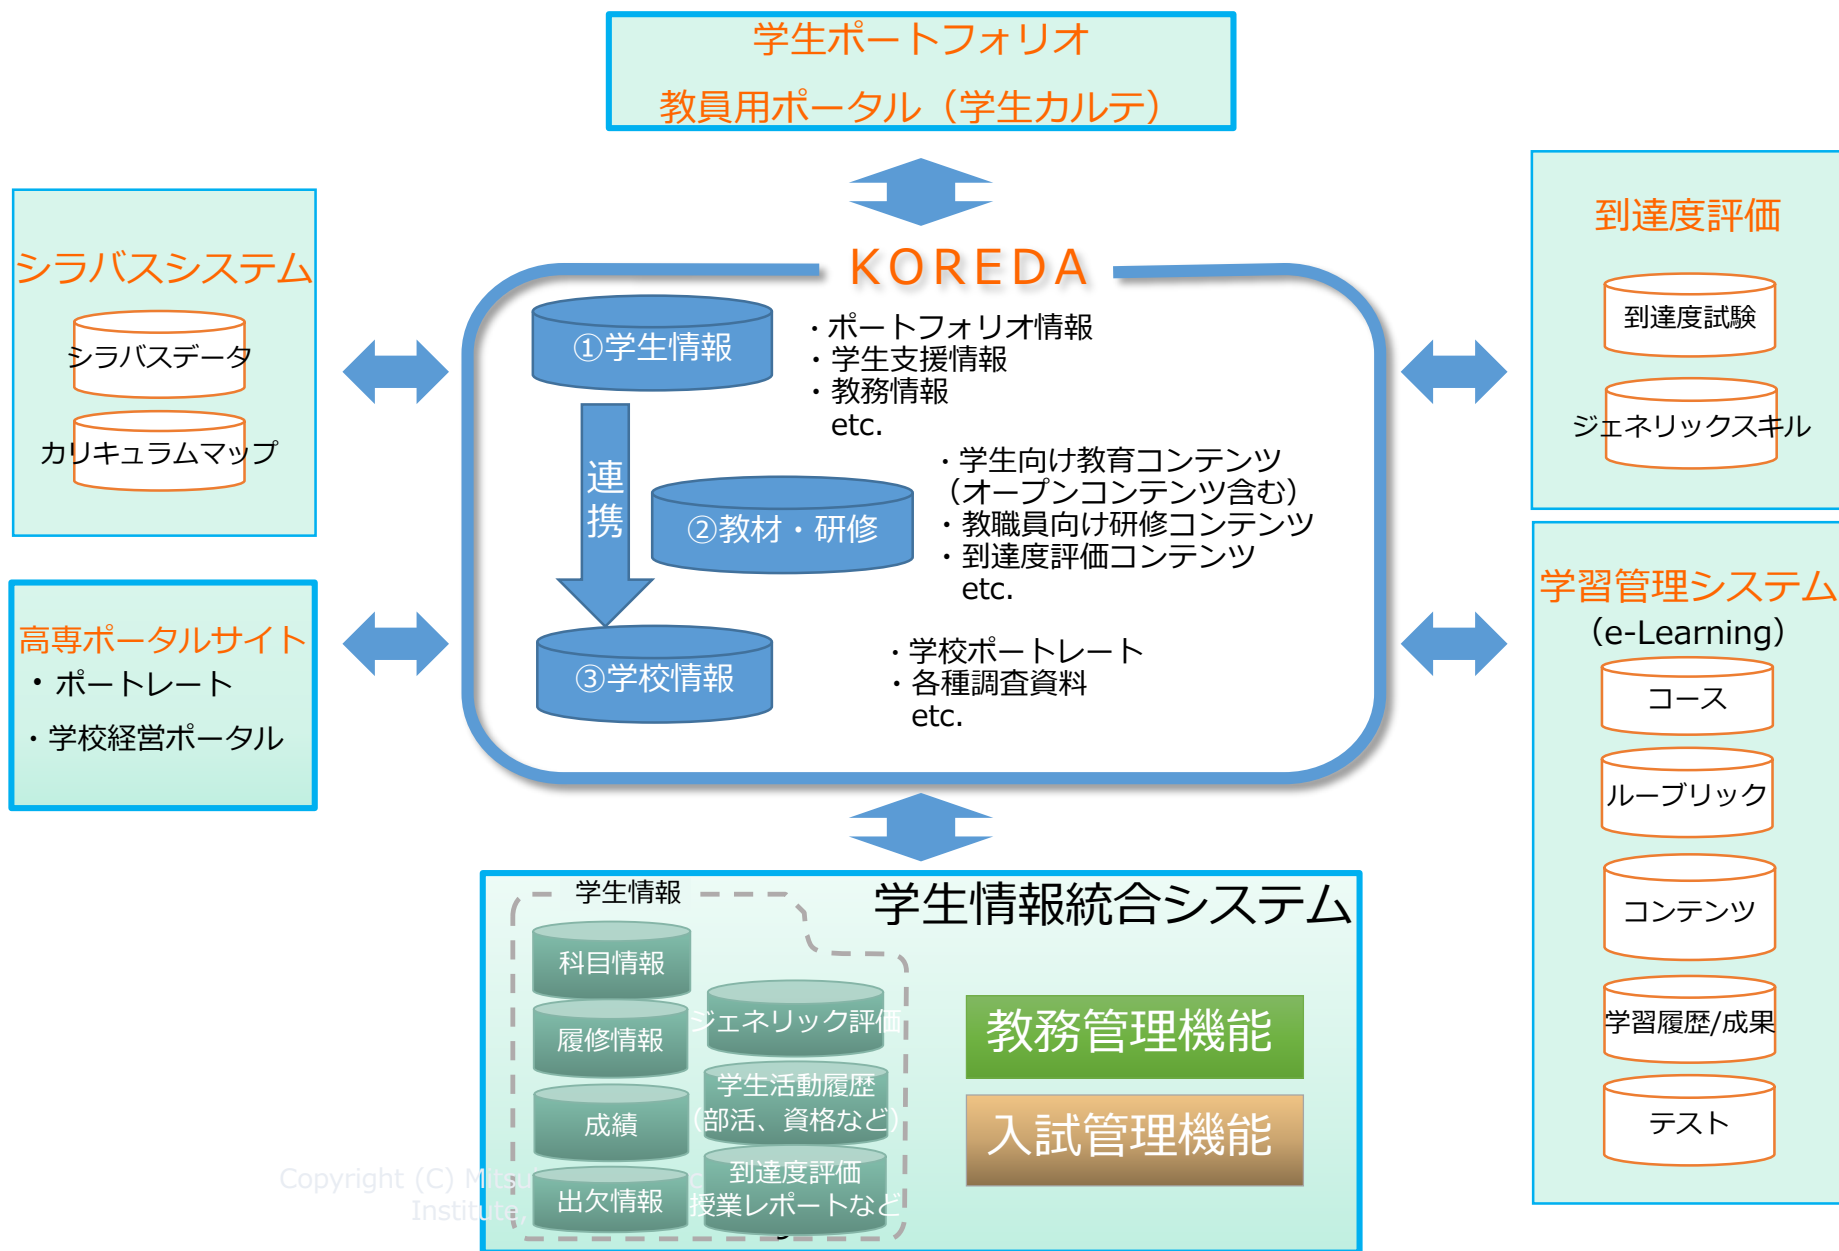 学生ポートフォリオ
教員用ポータル（学生カルテ）
シラバスシステム
シラバスデータ
カリキュラムマップ
高専ポータルサイト
・ポートレート
・学校経営ポータル
KOREDA
①学生情報
・ポートフォリオ情報
・学生支援情報
・教務情報
etc.
連
携
②教材・研修
・学生向け教育コンテンツ
（オープンコンテンツ含む）
・教職員向け研修コンテンツ
・到達度評価コンテンツ
etc.
③学校情報
・学校ポートレート
・各種調査資料
etc.
到達度評価
到達度試験
ジェネリックスキル
学習管理システム
（e-Learning）
コース
ルーブリック
コンテンツ
学習履歴/成果
テスト
学生情報統合システム
学生情報
科目情報
履修情報
成績
出欠情報
ジェネリック評価
学生活動履歴
（部活、資格など）
到達度評価
授業レポートなど
教務管理機能
入試管理機能
Copyright (C)
Institute,